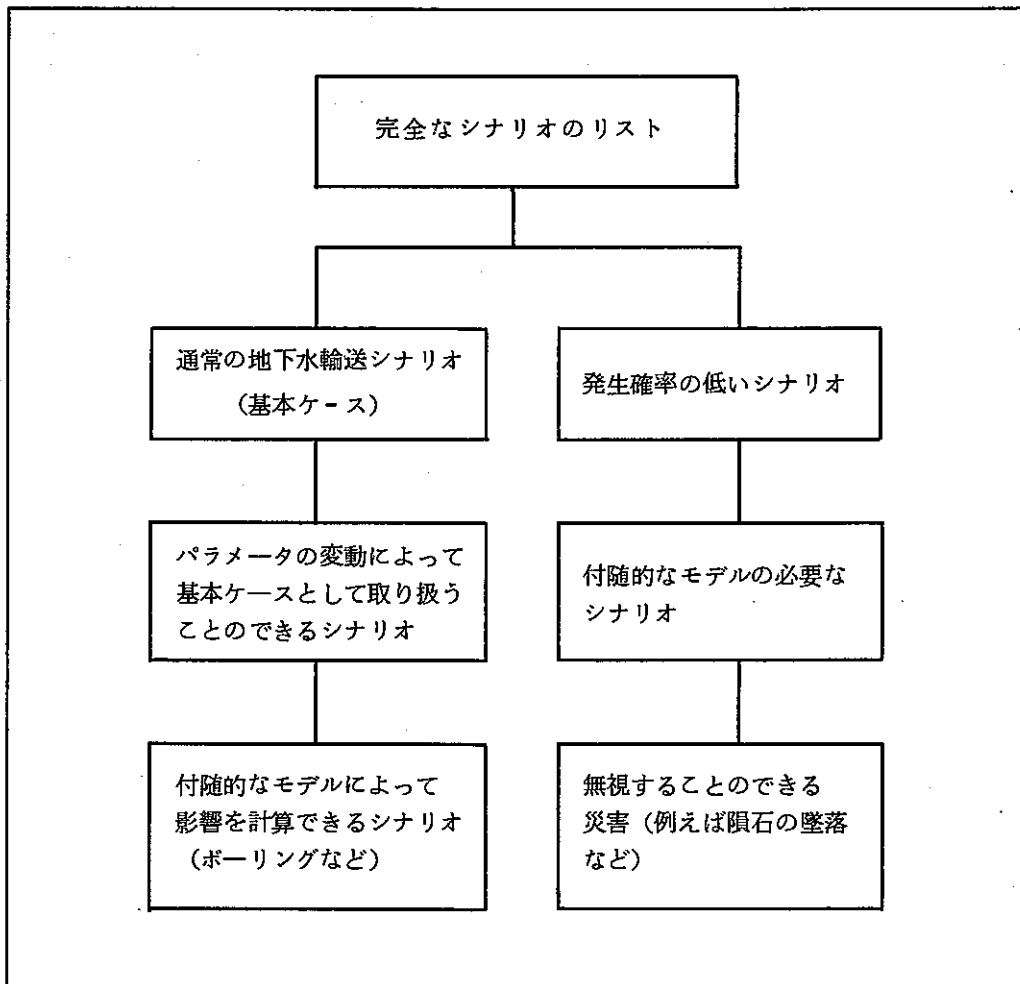 完全なシナリオのリスト
通常の地下水輸送シナリオ
（基本ケース）
発生確率の低いシナリオ
パラメータの変動によって
基本ケースとして取り扱う
ことのできるシナリオ
付随的なモデルの必要な
シナリオ
付随的なモデルによって
影響を計算できるシナリオ
（ボーリングなど）
無視することのできる
災害（例えば隕石の墜落
など）